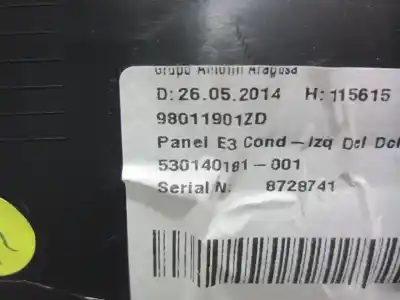 Grupo Antolin Aragusa
D: 26.05.2014 H: 115615
98011901ZD
Panel E3 Cond-Izq Del Del
530140181-001
Serial N: 8728741